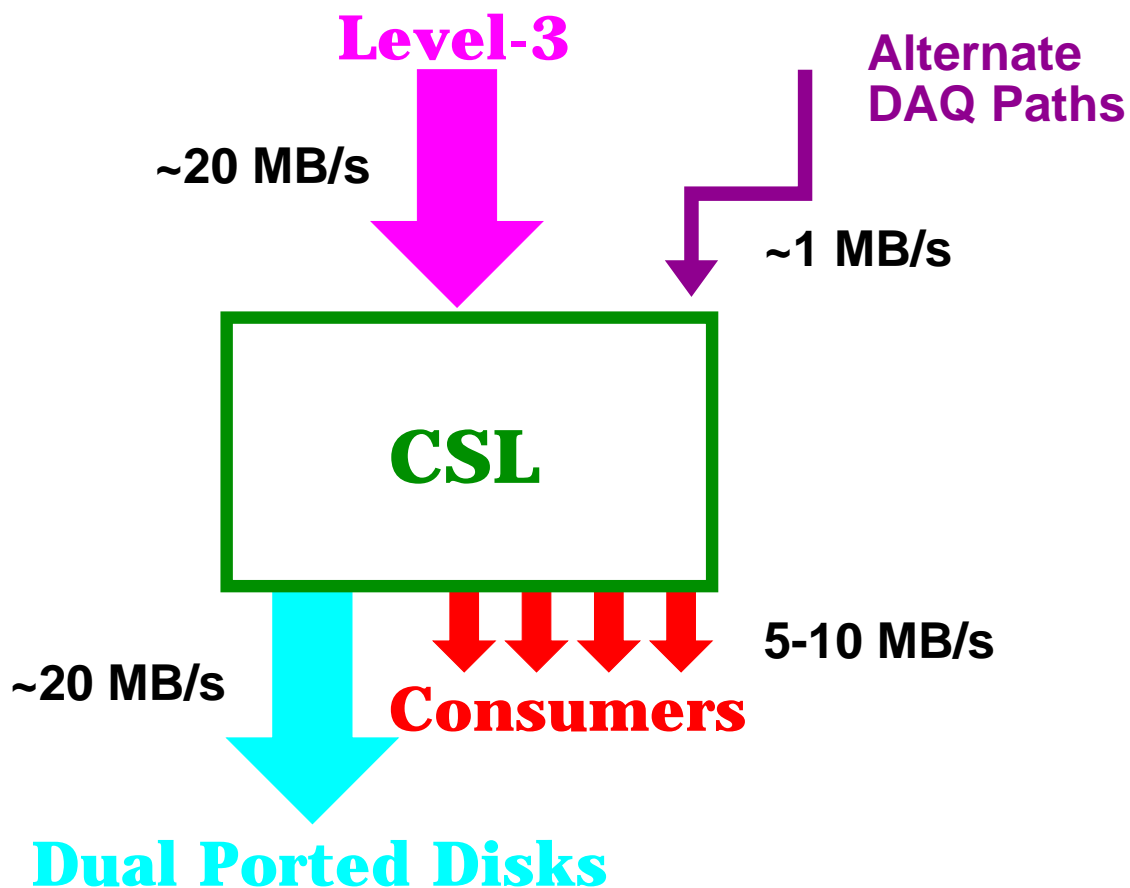 Level-3
Alternate
DAQ Paths
~20 MB/s
~1 MB/s
CSL
5-10 MB/s
~20 MB/s
Consumers
Dual Ported Disks